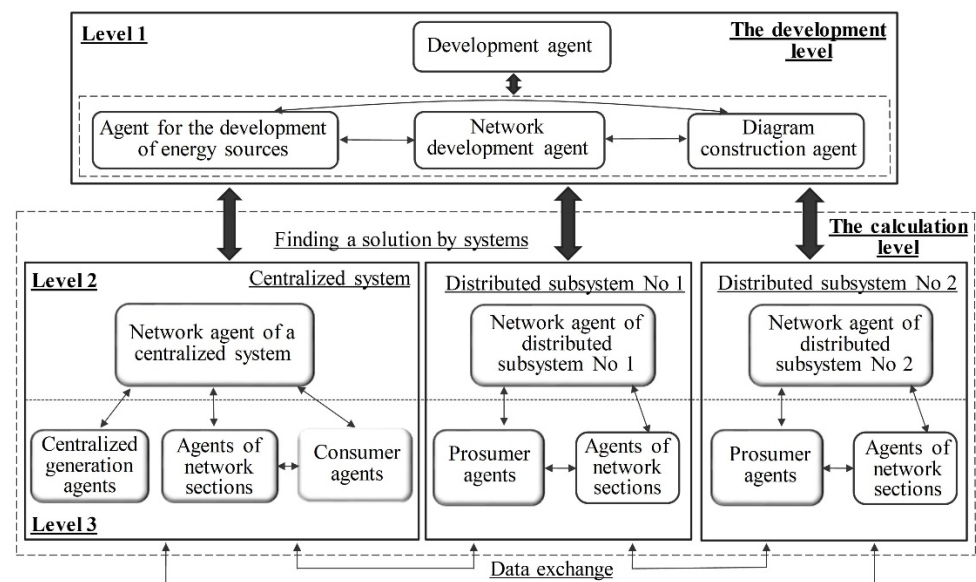 Level 1
The development
level
Development agent
Agent for the development
of energy sources
Network
development agent
Diagram
construction agent
Finding a solution by systems
The calculation
level
Level 2
Centralized system
Network agent of a
centralized system
Centralized
generation
agents
Agents of
network
sections
Consumer
agents
Level 3
Distributed subsystem No 1
Network agent of
distributed
subsystem No 1
Prosumer
agents
Agents of
network
sections
Distributed subsystem No 2
Network agent of
distributed
subsystem No 2
Prosumer
agents
Agents of
network
sections
Data exchange